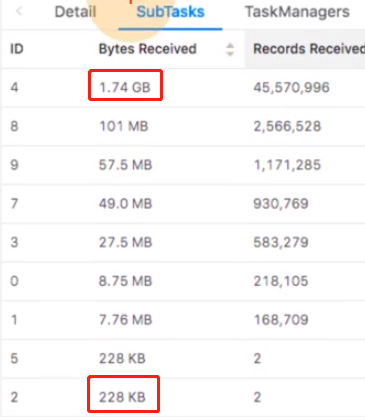 < Detail SubTasks TaskManagers
ID Bytes Received Records Received
4 1.74 GB 45,570,996
8 101 MB 2,566,528
9 57.5 MB 1,171,285
7 49.0 MB 930,769
3 27.5 MB 583,279
0 8.75 MB 218,105
1 7.76 MB 168,709
5 228 KB 2
2 228 KB 2